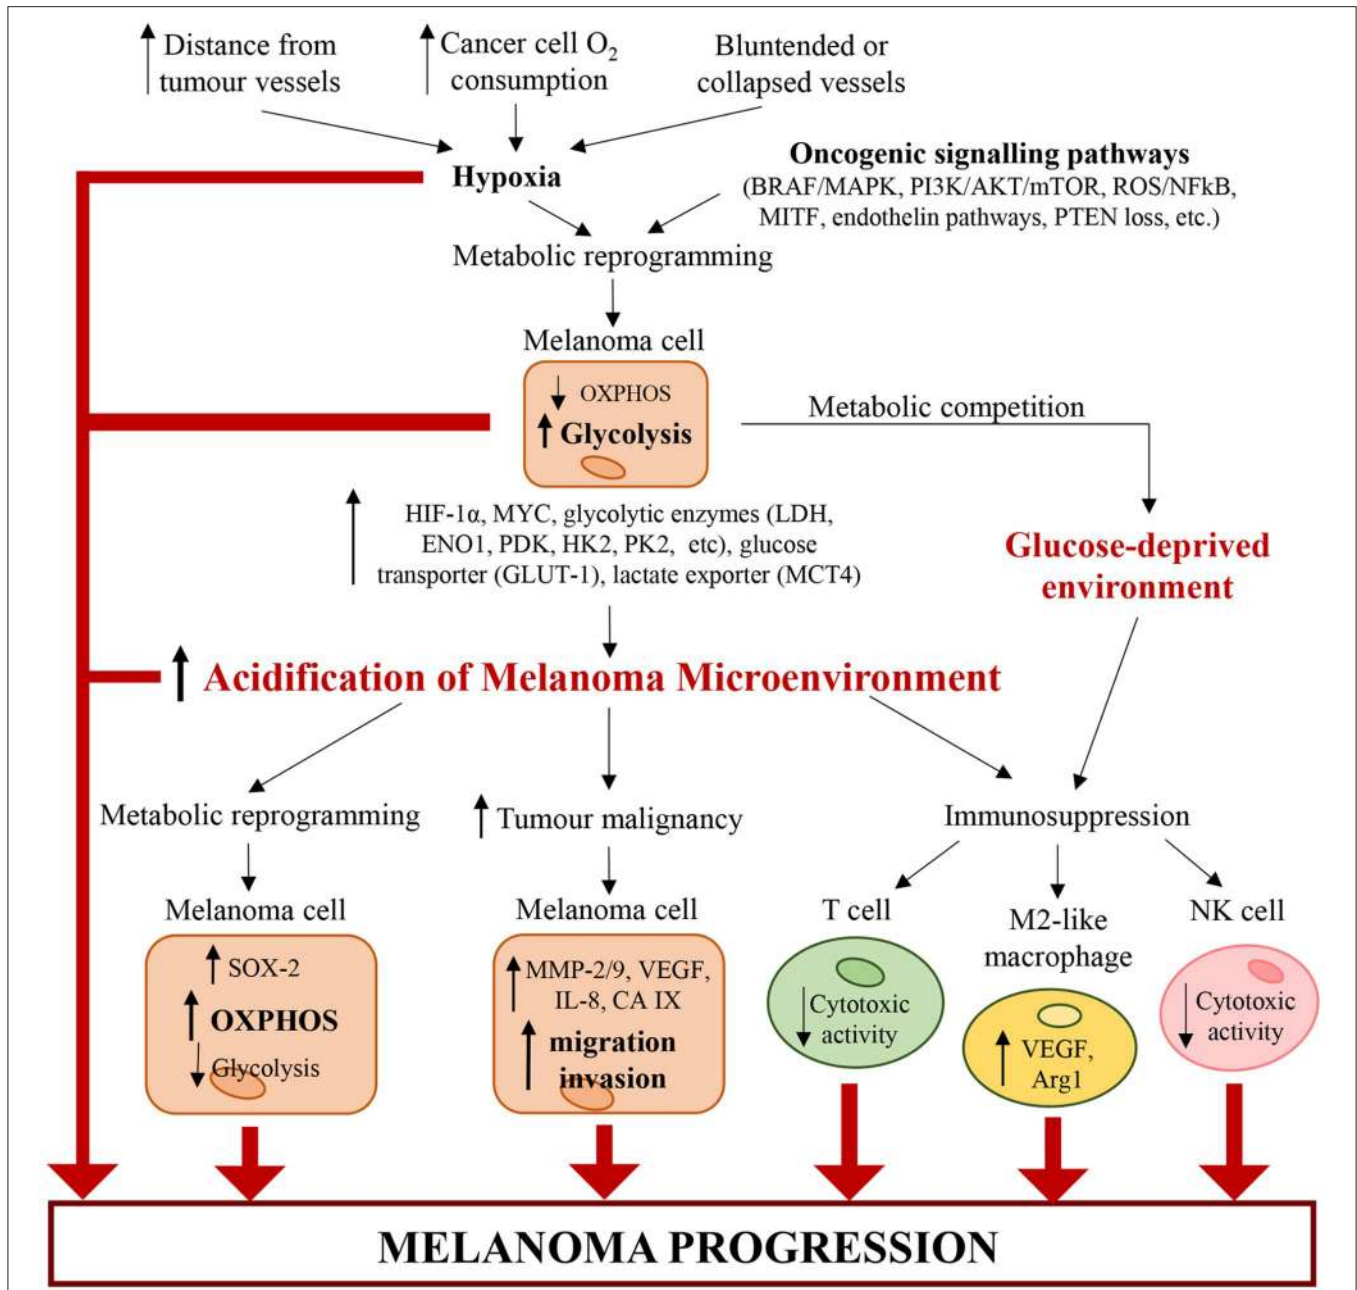 Distance from
tumour vessels
Cancer cell O₂
consumption
Bluntended or
collapsed vessels
Hypoxia
Oncogenic signalling pathways
(BRAF/MAPK, PI3K/AKT/mTOR, ROS/NFkB,
MITF, endothelin pathways, PTEN loss, etc.)
Metabolic reprogramming
Melanoma cell
OXPHOS
Glycolysis
Metabolic competition
HIF-1α, MYC, glycolytic enzymes (LDH,
ENO1, PDK, HK2, PK2, etc), glucose
transporter (GLUT-1), lactate exporter (MCT4)
Glucose-deprived
environment
Acidification of Melanoma Microenvironment
Metabolic reprogramming
Tumour malignancy
Immunosuppression
Melanoma cell
SOX-2
OXPHOS
Glycolysis
Melanoma cell
MMP-2/9, VEGF,
IL-8, CA IX
migration
invasion
T cell
Cytotoxic
activity
M2-like
macrophage
VEGF,
Arg1
NK cell
Cytotoxic
activity
MELANOMA PROGRESSION